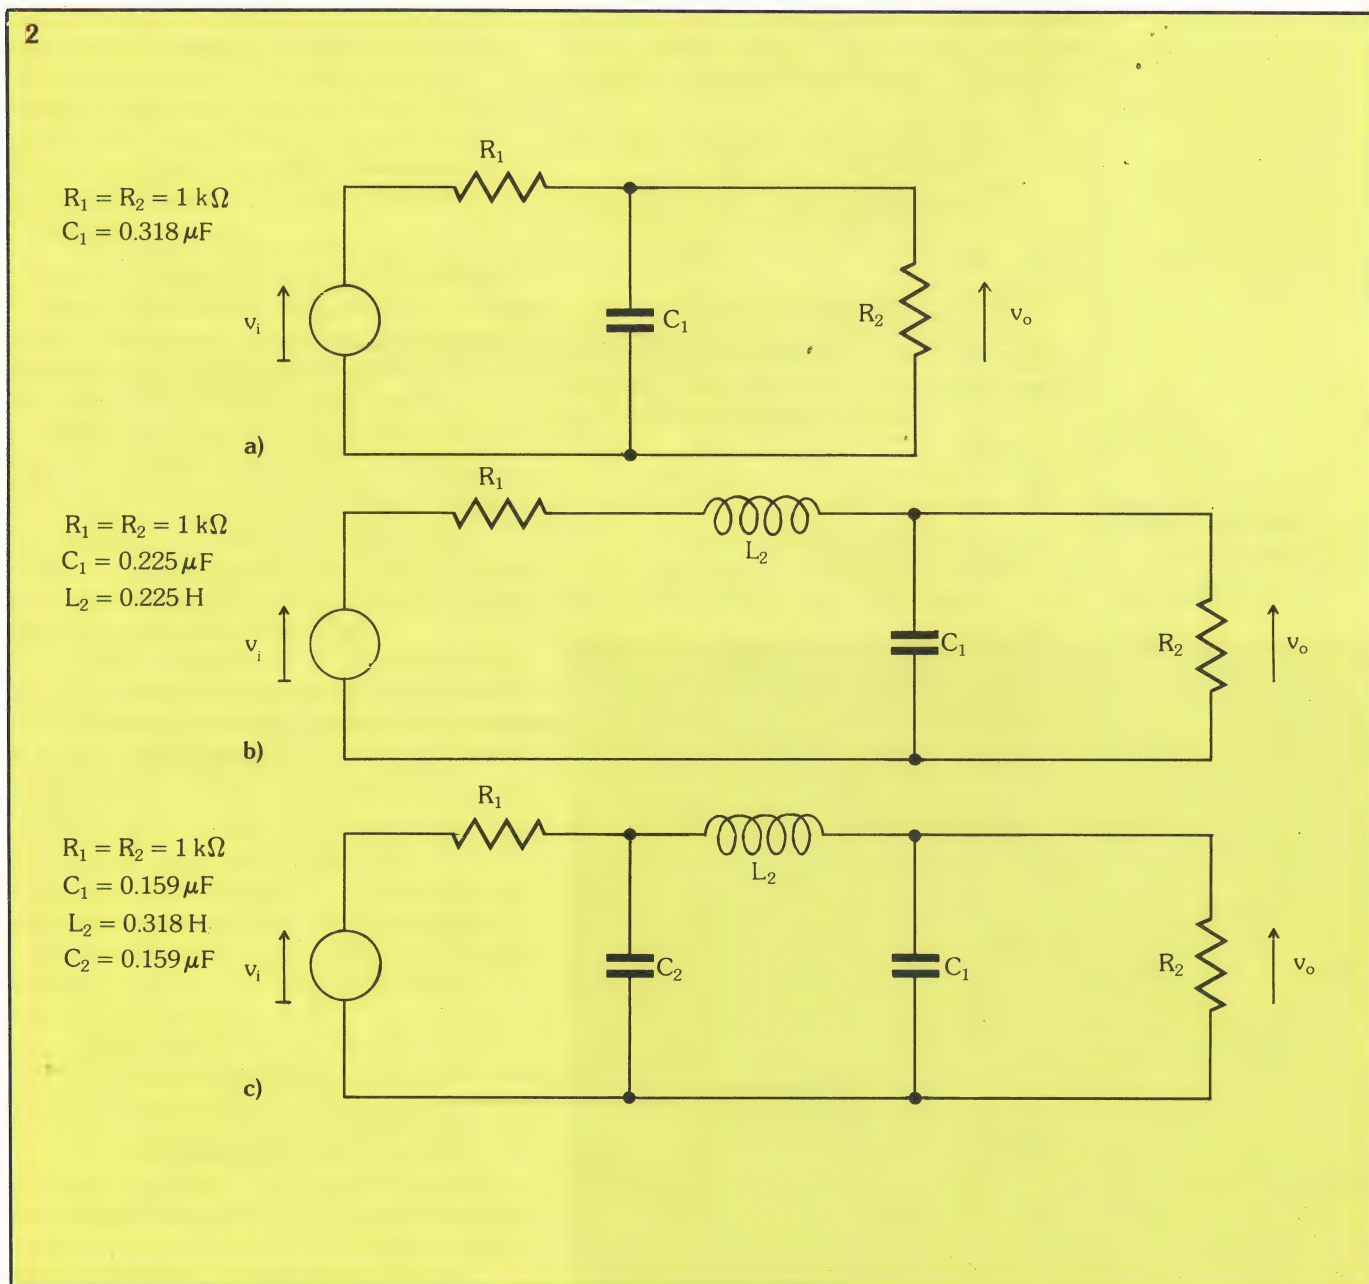 2
R₁
R₁ = R₂ = 1 kΩ
C₁ = 0.318 μF
vᵢ
C₁
R₂
vₒ
a)
R₁
R₁ = R₂ = 1 kΩ
C₁ = 0.225 μF
L₂ = 0.225 H
L₂
vᵢ
C₁
R₂
vₒ
b)
R₁
R₁ = R₂ = 1 kΩ
C₁ = 0.159 μF
L₂ = 0.318 H
C₂ = 0.159 μF
L₂
vᵢ
C₂
C₁
R₂
vₒ
c)